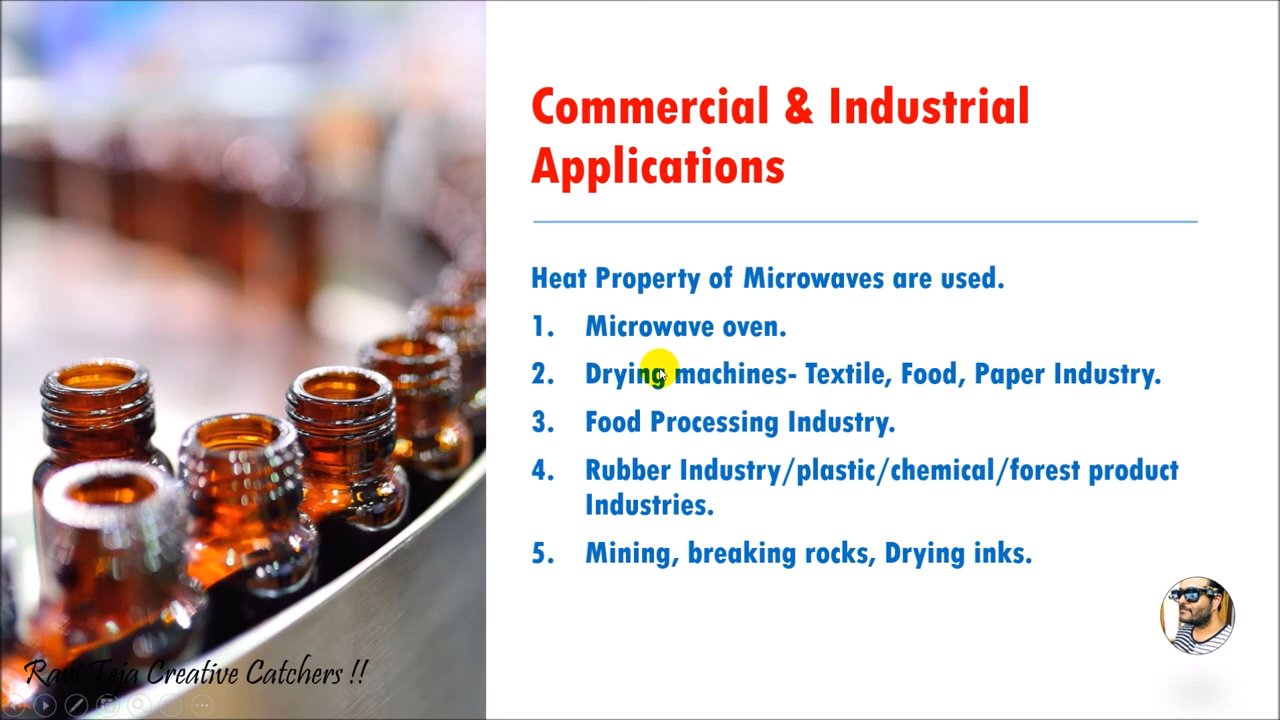 Commercial & Industrial
Applications
Heat Property of Microwaves are used.
1. Microwave oven.
2. Drying machines- Textile, Food, Paper Industry.
3. Food Processing Industry.
4. Rubber Industry/plastic/chemical/forest product
Industries.
5. Mining, breaking rocks, Drying inks.
Ravi Teja Creative Catchers !!